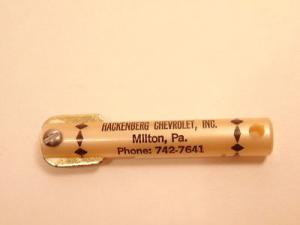 HACKENBERG CHEVROLET, INC.
Milton, Pa.
Phone: 742-7641